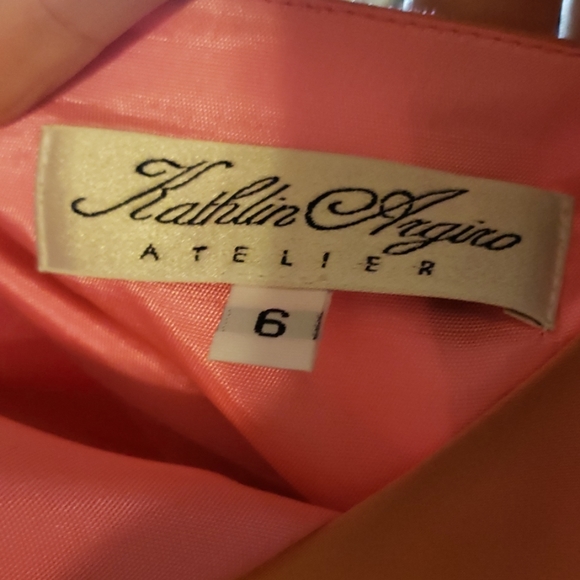 Kathlin Argiro
ATELIER
6